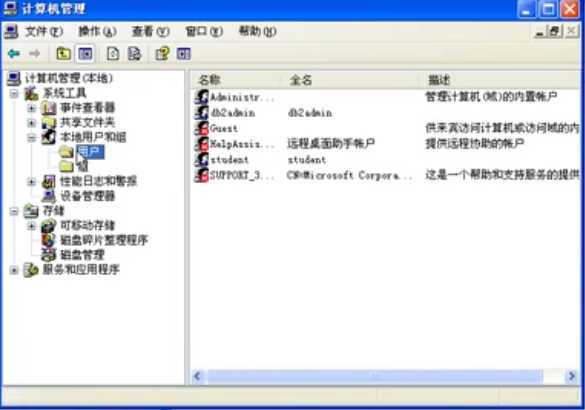 计算机管理
文件(F) 操作(A) 查看(V) 窗口(W) 帮助(H)
计算机管理(本地)
系统工具
事件查看器
共享文件夹
本地用户和组
用户
组
性能日志和警报
设备管理器
存储
可移动存储
磁盘碎片整理程序
磁盘管理
服务和应用程序
名称 全名 描述
Administr... 管理计算机(域)的内置帐户
db2admin db2admin
Guest 供来宾访问计算机或访问域的内
HelpAssis... 远程桌面助手帐户 提供远程协助的帐户
student student
SUPPORT_3... CN=Microsoft Corpora... 这是一个帮助和支持服务的提供